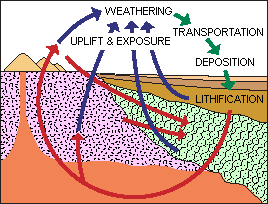 WEATHERING
TRANSPORTATION
UPLIFT & EXPOSURE
DEPOSITION
LITHIFICATION